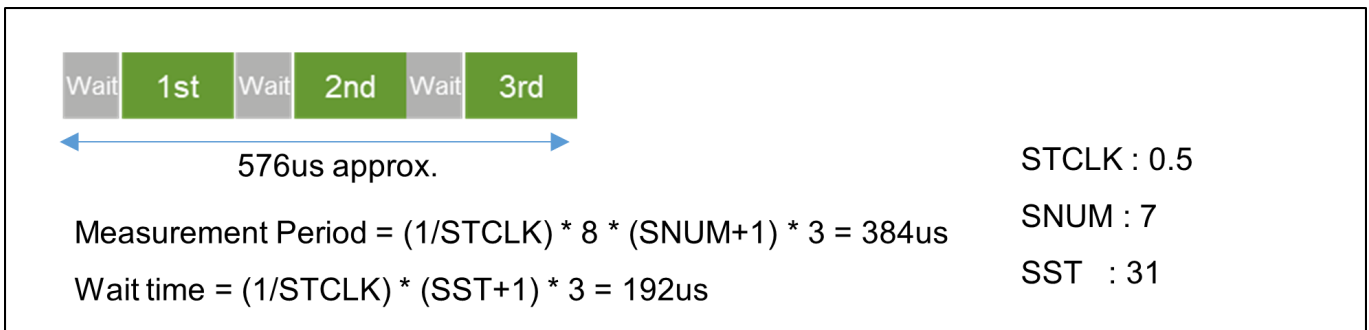 Wait 1st Wait 2nd Wait 3rd
576us approx.
Measurement Period = (1/STCLK) * 8 * (SNUM+1) * 3 = 384us
Wait time = (1/STCLK) * (SST+1) * 3 = 192us
STCLK : 0.5
SNUM : 7
SST : 31